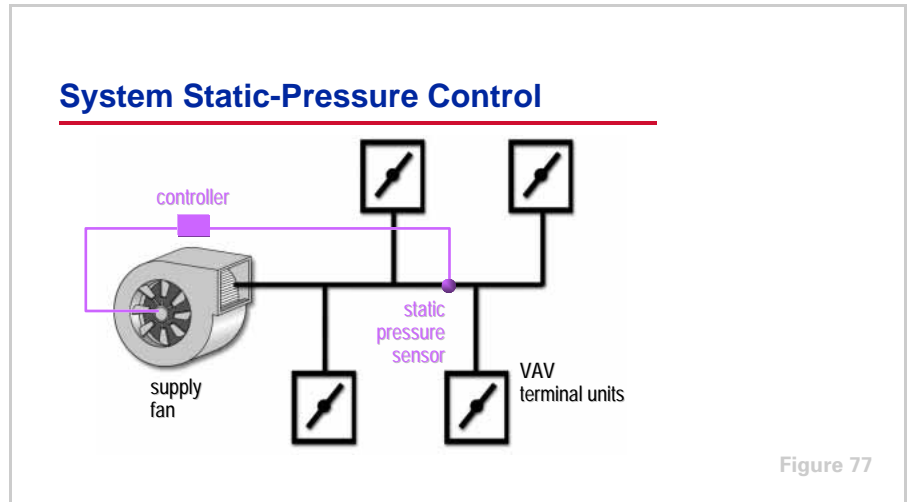 System Static-Pressure Control
controller
static
pressure
sensor
supply
fan
VAV
terminal units
Figure 77